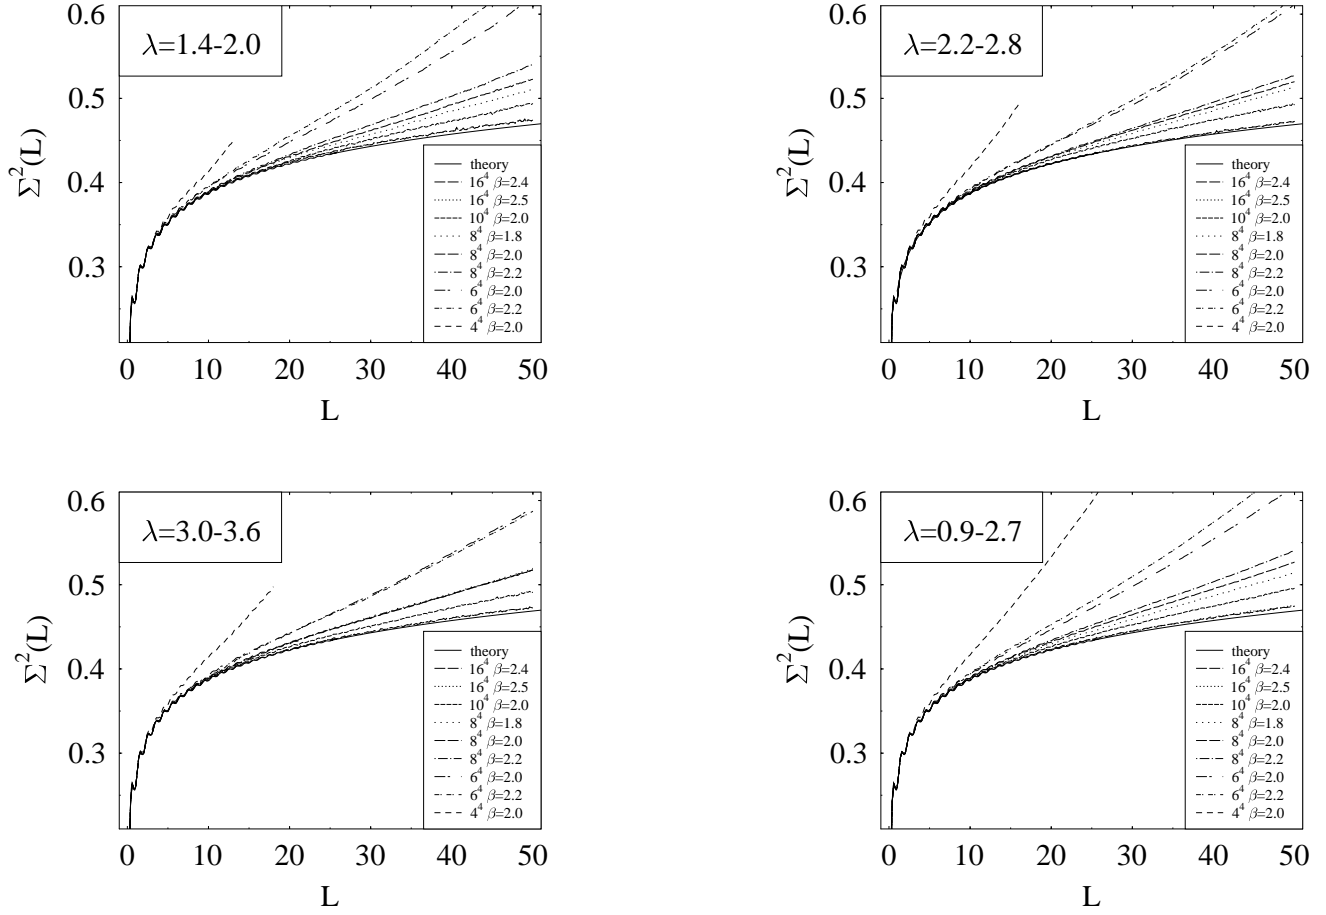 0.6
0.5
0.4
0.3
Σ²(L)
λ=1.4-2.0
theory
16⁴ β=2.4
16⁴ β=2.5
10⁴ β=2.0
8⁴ β=1.8
8⁴ β=2.0
8⁴ β=2.2
6⁴ β=2.0
6⁴ β=2.2
4⁴ β=2.0
0 10 20 30 40 50
L
0.6
0.5
0.4
0.3
Σ²(L)
λ=2.2-2.8
theory
16⁴ β=2.4
16⁴ β=2.5
10⁴ β=2.0
8⁴ β=1.8
8⁴ β=2.0
8⁴ β=2.2
6⁴ β=2.0
6⁴ β=2.2
4⁴ β=2.0
0 10 20 30 40 50
L
0.6
0.5
0.4
0.3
Σ²(L)
λ=3.0-3.6
theory
16⁴ β=2.4
16⁴ β=2.5
10⁴ β=2.0
8⁴ β=1.8
8⁴ β=2.0
8⁴ β=2.2
6⁴ β=2.0
6⁴ β=2.2
4⁴ β=2.0
0 10 20 30 40 50
L
0.6
0.5
0.4
0.3
Σ²(L)
λ=0.9-2.7
theory
16⁴ β=2.4
16⁴ β=2.5
10⁴ β=2.0
8⁴ β=1.8
8⁴ β=2.0
8⁴ β=2.2
6⁴ β=2.0
6⁴ β=2.2
4⁴ β=2.0
0 10 20 30 40 50
L